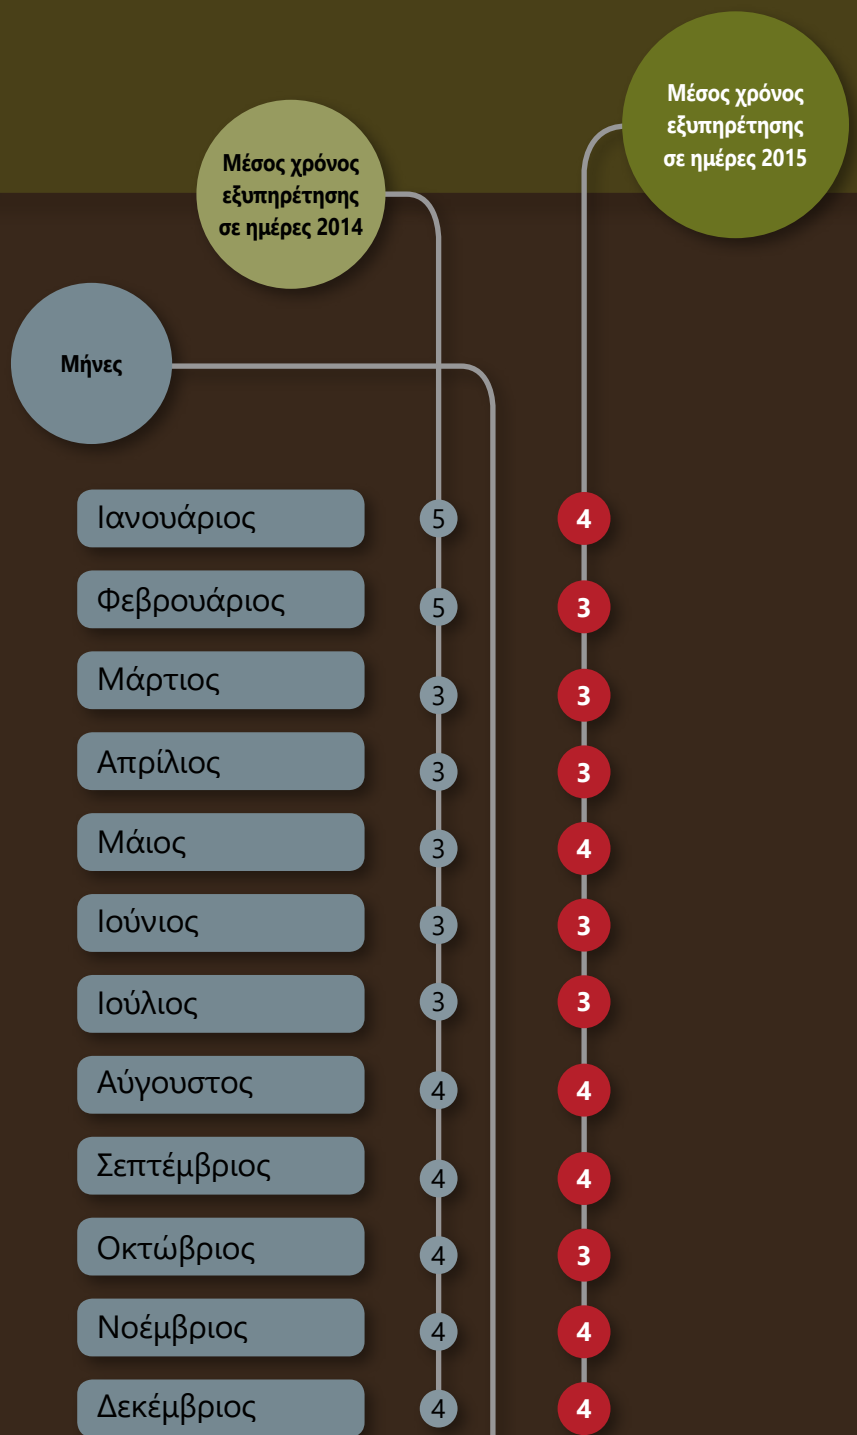 Μέσος χρόνος
εξυπηρέτησης
σε ημέρες 2015
Μέσος χρόνος
εξυπηρέτησης
σε ημέρες 2014
Μήνες
Ιανουάριος 5 4
Φεβρουάριος 5 3
Μάρτιος 3 3
Απρίλιος 3 3
Μάιος 3 4
Ιούνιος 3 3
Ιούλιος 3 3
Αύγουστος 4 4
Σεπτέμβριος 4 4
Οκτώβριος 4 3
Νοέμβριος 4 4
Δεκέμβριος 4 4